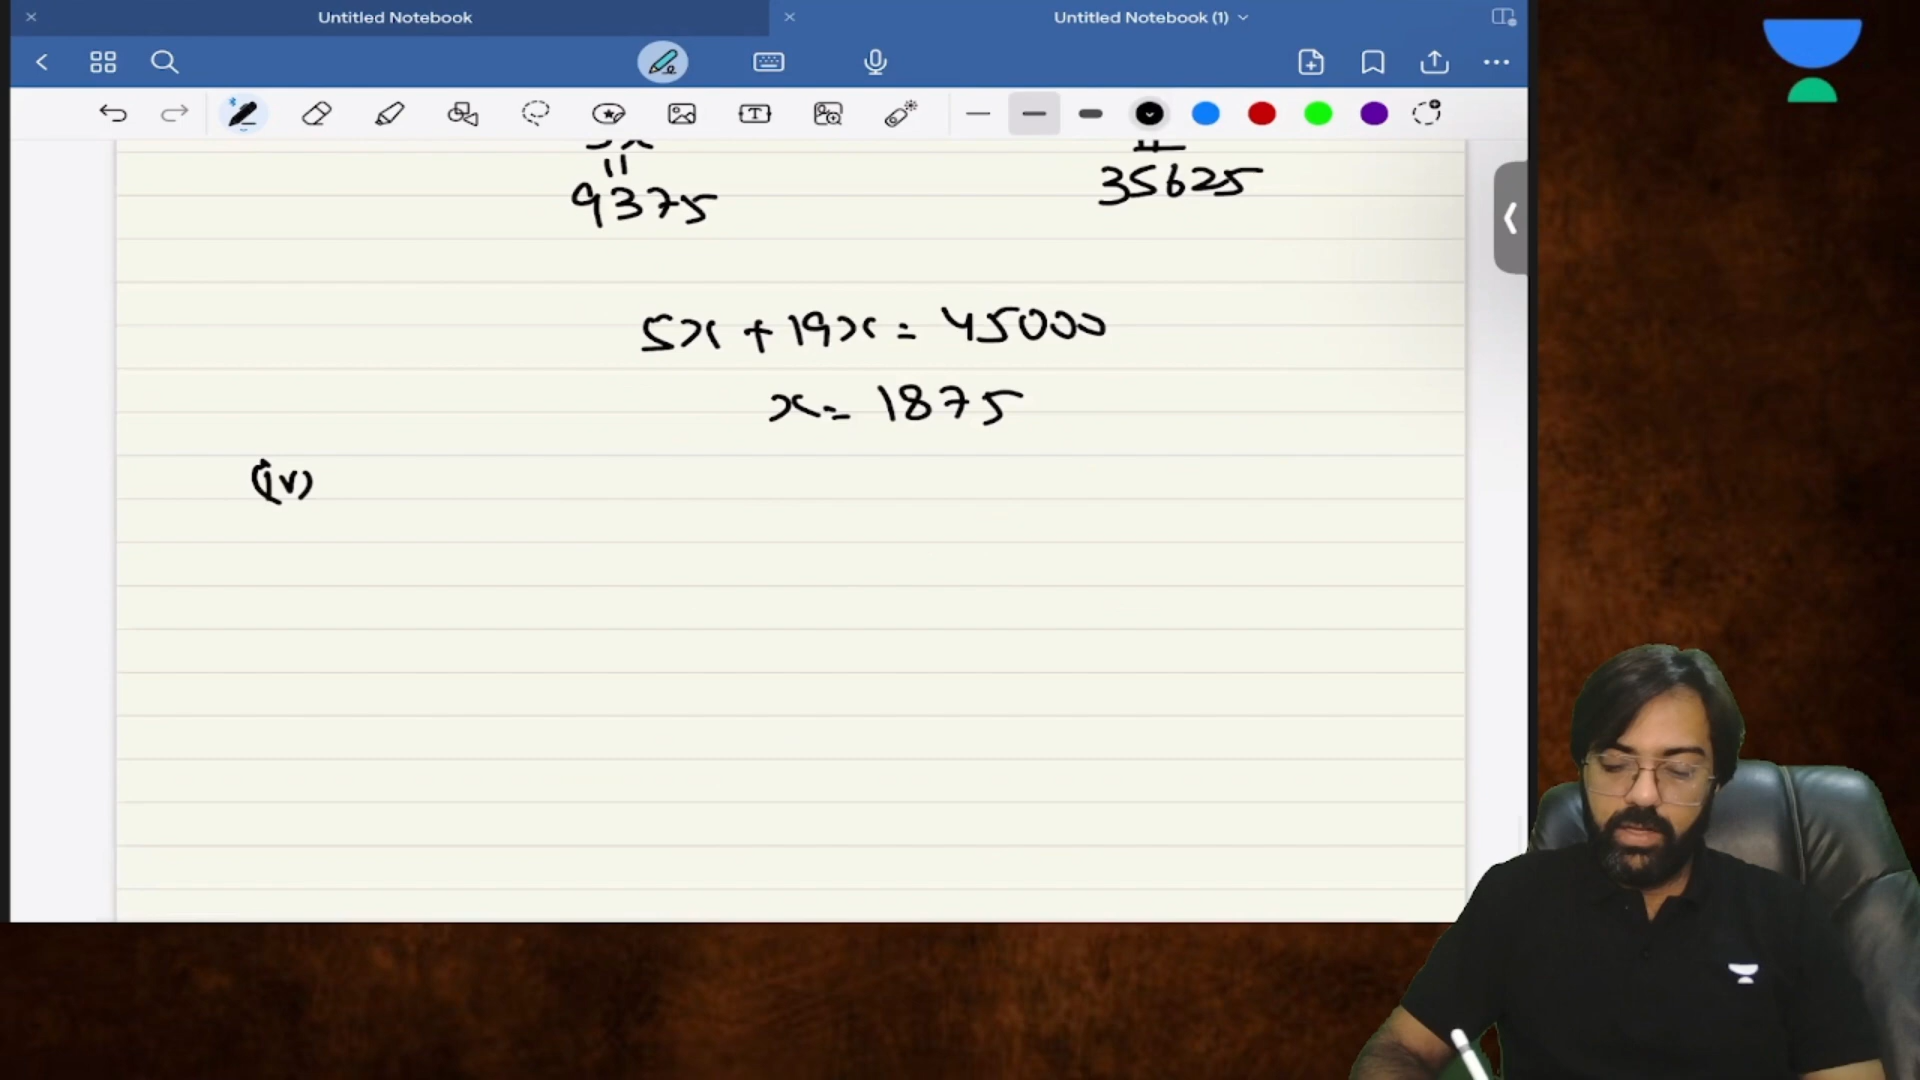 Untitled Notebook
Untitled Notebook (1)
9375
35625
5x + 19x = 45000
x = 1875
(iv)